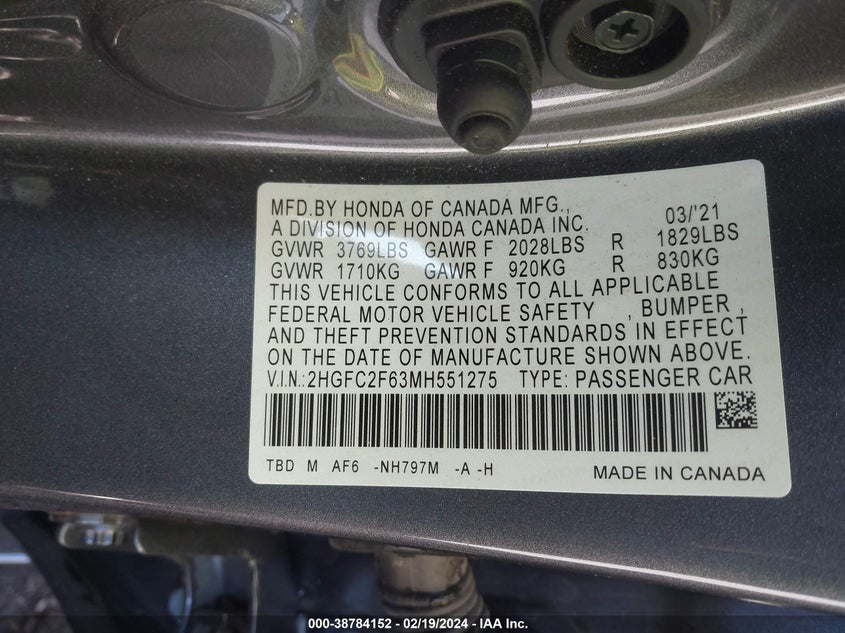 MFD.BY HONDA OF CANADA MFG., 03/'21
A DIVISION OF HONDA CANADA INC.
GVWR 3769LBS GAWR F 2028LBS R 1829LBS
GVWR 1710KG GAWR F 920KG R 830KG
THIS VEHICLE CONFORMS TO ALL APPLICABLE
FEDERAL MOTOR VEHICLE SAFETY , BUMPER ,
AND THEFT PREVENTION STANDARDS IN EFFECT
ON THE DATE OF MANUFACTURE SHOWN ABOVE.
V.I.N.:2HGFC2F63MH551275 TYPE: PASSENGER CAR
TBD M AF6 -NH797M -A -H MADE IN CANADA
000-38784152 - 02/19/2024 - IAA Inc.